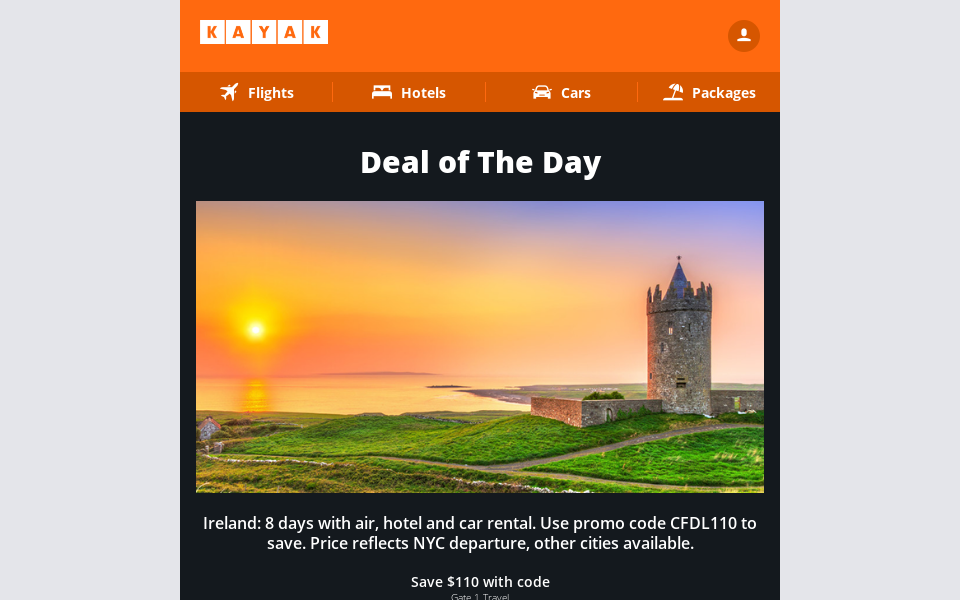 KAYAK
Flights
Hotels
Cars
Packages
Deal of The Day
Ireland: 8 days with air, hotel and car rental. Use promo code CFDL110 to
save. Price reflects NYC departure, other cities available.
Save $110 with code
Gate 1 Travel